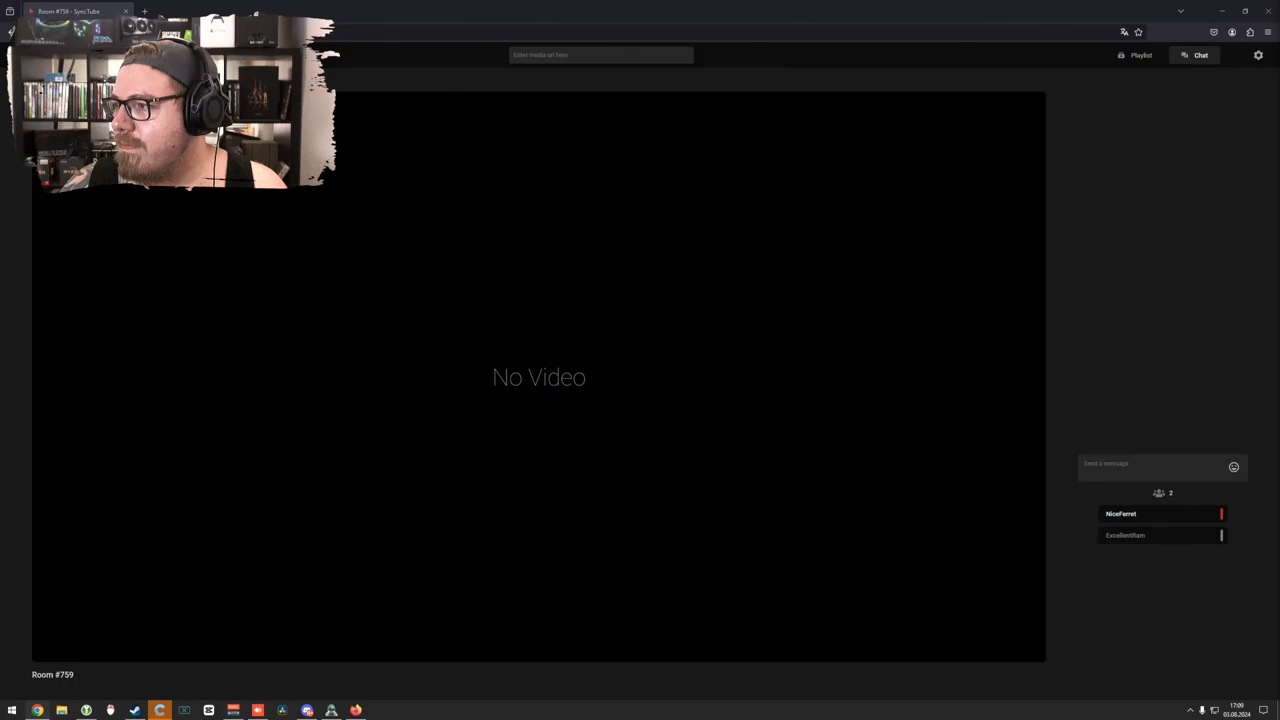 Room #759 - SyncTube
Enter media url here
Playlist
Chat
No Video
Send a message
2
NiceFerret
ExcellentRam
Room #759
17:09
03.08.2024